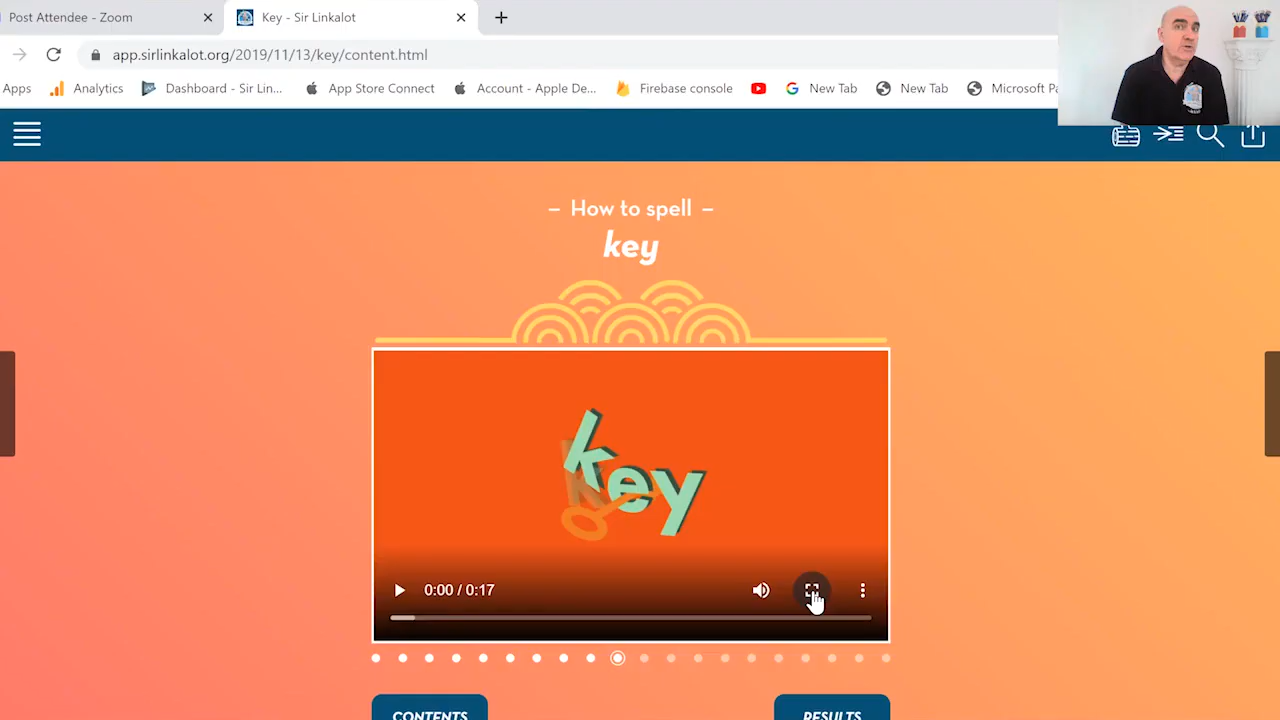 Post Attendee - Zoom
Key - Sir Linkalot
app.sirlinkalot.org/2019/11/13/key/content.html
Apps Analytics Dashboard - Sir Lin... App Store Connect Account - Apple De... Firebase console New Tab New Tab Microsoft Pa
– How to spell –
key
key
0:00 / 0:17
CONTENTS
RESULTS